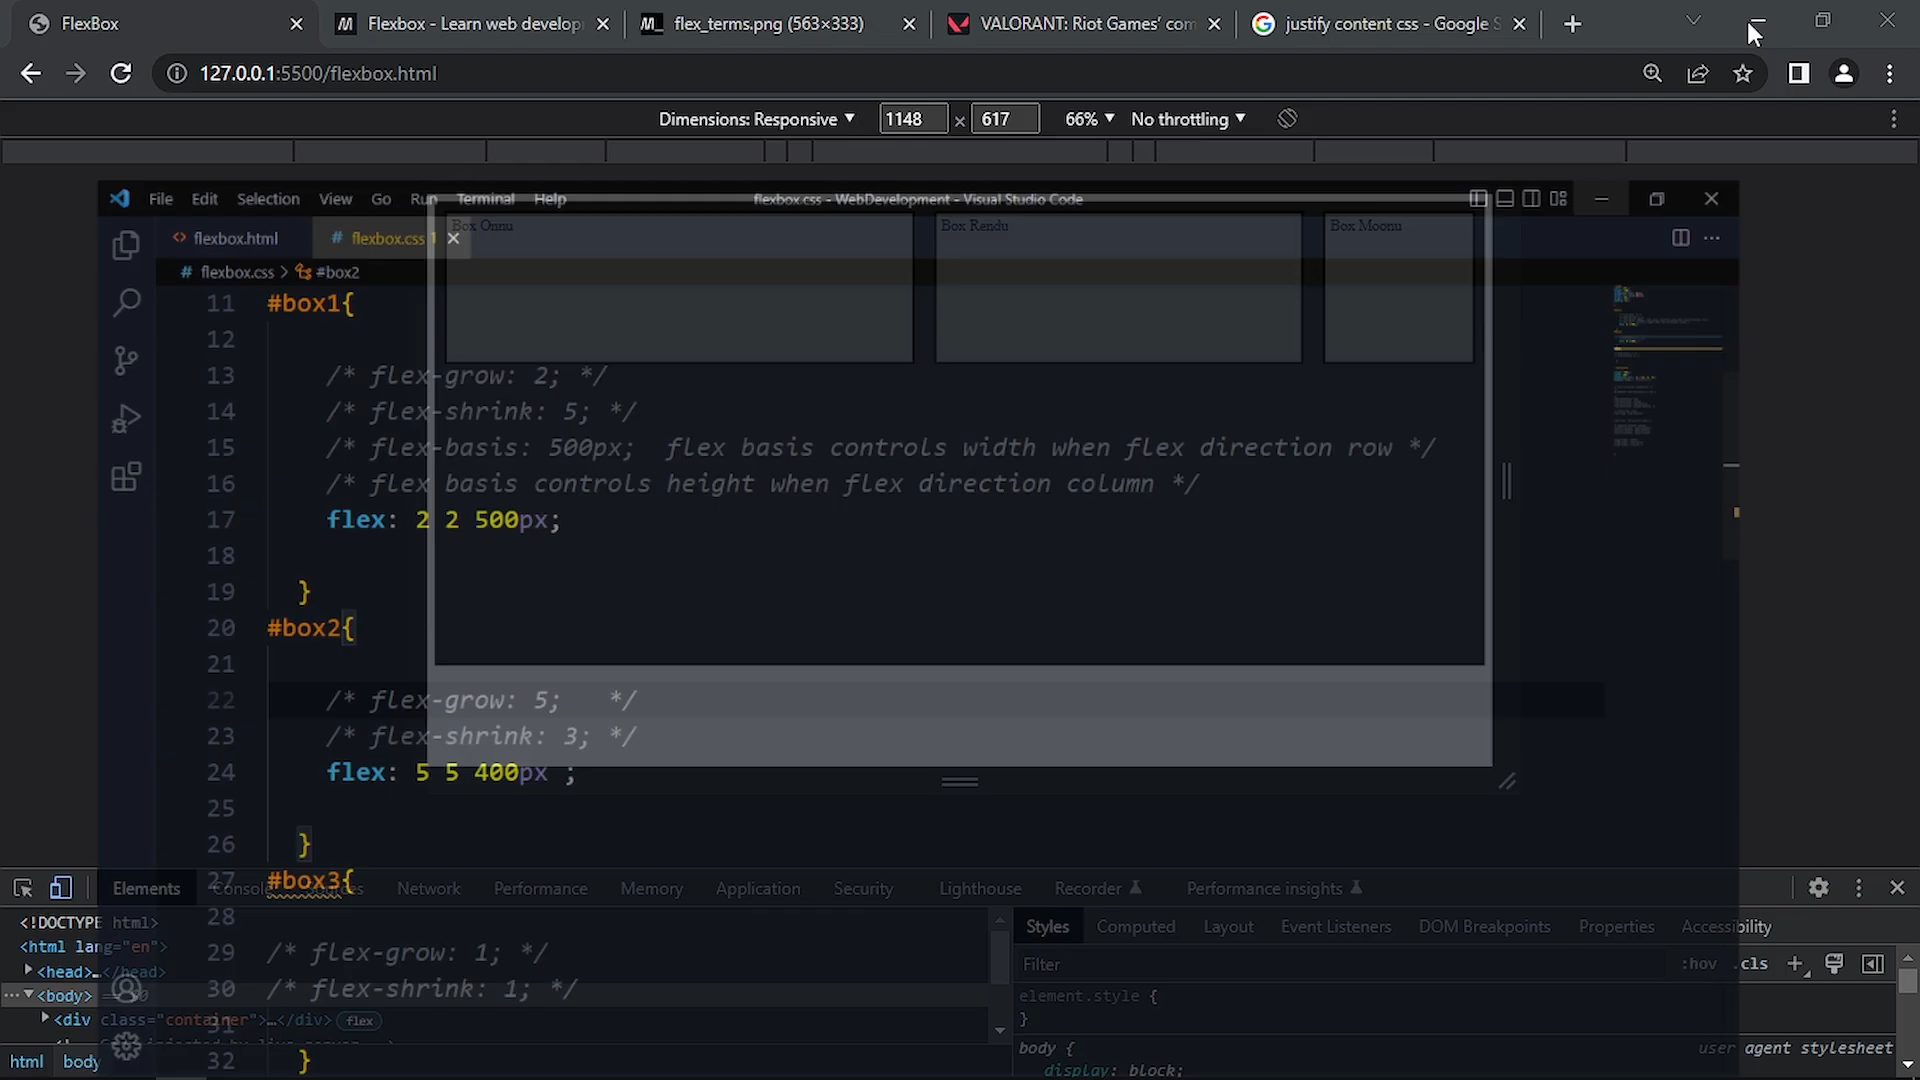 FlexBox
Flexbox - Learn web develop
flex_terms.png (563×333)
VALORANT: Riot Games' com
justify content css - Google S
127.0.0.1:5500/flexbox.html
Dimensions: Responsive
1148 × 617
66%
No throttling
File Edit Selection View Go Run Terminal Help
flexbox.css - WebDevelopment - Visual Studio Code
flexbox.html
# flexbox.css 1
Box Onnu
Box Rendu
Box Moonu
# flexbox.css > #box2
11 #box1{
12
13 /* flex-grow: 2; */
14 /* flex-shrink: 5; */
15 /* flex-basis: 500px; flex basis controls width when flex direction row */
16 /* flex basis controls height when flex direction column */
17 flex: 2 2 500px;
18
19 }
20 #box2{
21
22 /* flex-grow: 5; */
23 /* flex-shrink: 3; */
24 flex: 5 5 400px ;
25
26 }
27 #box3{
28
29 /* flex-grow: 1; */
30 /* flex-shrink: 1; */
31
32 }
Elements Console Sources Network Performance Memory Application Security Lighthouse Recorder Performance insights
<!DOCTYPE html>
<html lang="en">
<head>…</head>
<body> == $0
<div class="container">…</div> flex
html body
Styles Computed Layout Event Listeners DOM Breakpoints Properties Accessibility
Filter
:hov .cls
element.style {
}
body {
user agent stylesheet
display: block;